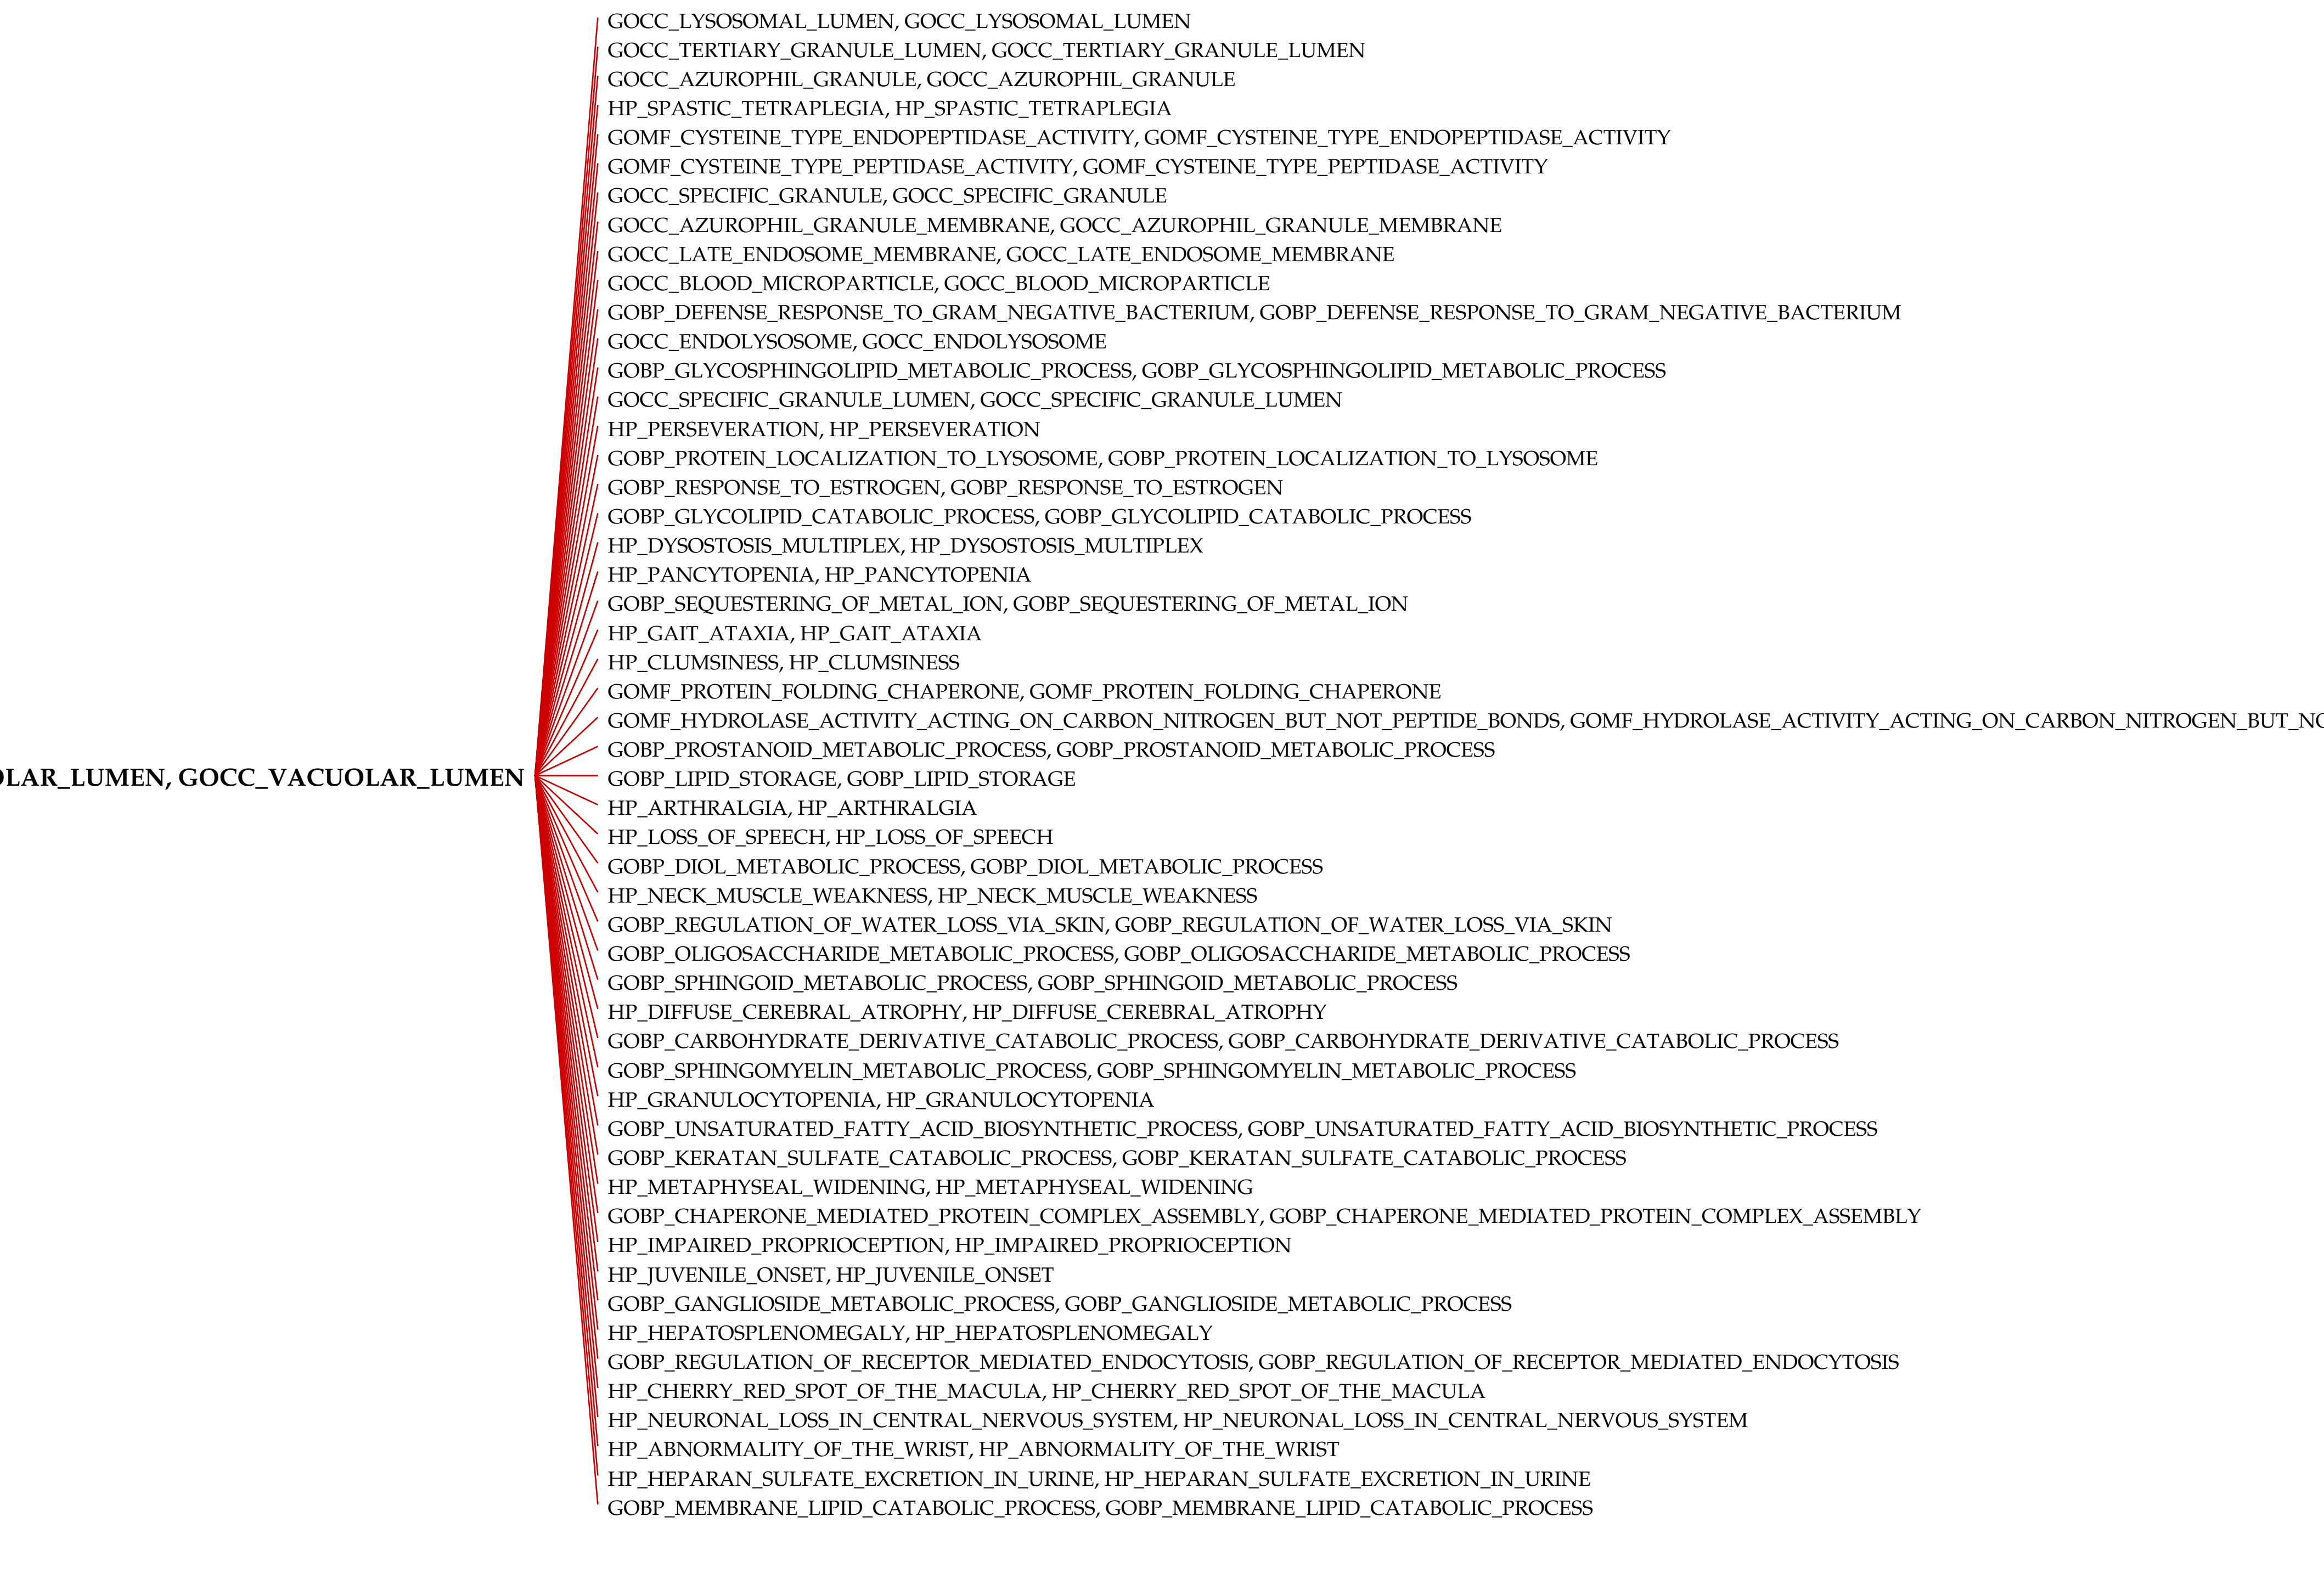 GOCC_LYSOSOMAL_LUMEN, GOCC_LYSOSOMAL_LUMEN
GOCC_TERTIARY_GRANULE_LUMEN, GOCC_TERTIARY_GRANULE_LUMEN
GOCC_AZUROPHIL_GRANULE, GOCC_AZUROPHIL_GRANULE
HP_SPASTIC_TETRAPLEGIA, HP_SPASTIC_TETRAPLEGIA
GOMF_CYSTEINE_TYPE_ENDOPEPTIDASE_ACTIVITY, GOMF_CYSTEINE_TYPE_ENDOPEPTIDASE_ACTIVITY
GOMF_CYSTEINE_TYPE_PEPTIDASE_ACTIVITY, GOMF_CYSTEINE_TYPE_PEPTIDASE_ACTIVITY
GOCC_SPECIFIC_GRANULE, GOCC_SPECIFIC_GRANULE
GOCC_AZUROPHIL_GRANULE_MEMBRANE, GOCC_AZUROPHIL_GRANULE_MEMBRANE
GOCC_LATE_ENDOSOME_MEMBRANE, GOCC_LATE_ENDOSOME_MEMBRANE
GOCC_BLOOD_MICROPARTICLE, GOCC_BLOOD_MICROPARTICLE
GOBP_DEFENSE_RESPONSE_TO_GRAM_NEGATIVE_BACTERIUM, GOBP_DEFENSE_RESPONSE_TO_GRAM_NEGATIVE_BACTERIUM
GOCC_ENDOLYSOSOME, GOCC_ENDOLYSOSOME
GOBP_GLYCOSPHINGOLIPID_METABOLIC_PROCESS, GOBP_GLYCOSPHINGOLIPID_METABOLIC_PROCESS
GOCC_SPECIFIC_GRANULE_LUMEN, GOCC_SPECIFIC_GRANULE_LUMEN
HP_PERSEVERATION, HP_PERSEVERATION
GOBP_PROTEIN_LOCALIZATION_TO_LYSOSOME, GOBP_PROTEIN_LOCALIZATION_TO_LYSOSOME
GOBP_RESPONSE_TO_ESTROGEN, GOBP_RESPONSE_TO_ESTROGEN
GOBP_GLYCOLIPID_CATABOLIC_PROCESS, GOBP_GLYCOLIPID_CATABOLIC_PROCESS
HP_DYSOSTOSIS_MULTIPLEX, HP_DYSOSTOSIS_MULTIPLEX
HP_PANCYTOPENIA, HP_PANCYTOPENIA
GOBP_SEQUESTERING_OF_METAL_ION, GOBP_SEQUESTERING_OF_METAL_ION
HP_GAIT_ATAXIA, HP_GAIT_ATAXIA
HP_CLUMSINESS, HP_CLUMSINESS
GOMF_PROTEIN_FOLDING_CHAPERONE, GOMF_PROTEIN_FOLDING_CHAPERONE
GOMF_HYDROLASE_ACTIVITY_ACTING_ON_CARBON_NITROGEN_BUT_NOT_PEPTIDE_BONDS, GOMF_HYDROLASE_ACTIVITY_ACTING_ON_CARBON_NITROGEN_BUT_NO
GOBP_PROSTANOID_METABOLIC_PROCESS, GOBP_PROSTANOID_METABOLIC_PROCESS
OLAR_LUMEN, GOCC_VACUOLAR_LUMEN
GOBP_LIPID_STORAGE, GOBP_LIPID_STORAGE
HP_ARTHRALGIA, HP_ARTHRALGIA
HP_LOSS_OF_SPEECH, HP_LOSS_OF_SPEECH
GOBP_DIOL_METABOLIC_PROCESS, GOBP_DIOL_METABOLIC_PROCESS
HP_NECK_MUSCLE_WEAKNESS, HP_NECK_MUSCLE_WEAKNESS
GOBP_REGULATION_OF_WATER_LOSS_VIA_SKIN, GOBP_REGULATION_OF_WATER_LOSS_VIA_SKIN
GOBP_OLIGOSACCHARIDE_METABOLIC_PROCESS, GOBP_OLIGOSACCHARIDE_METABOLIC_PROCESS
GOBP_SPHINGOID_METABOLIC_PROCESS, GOBP_SPHINGOID_METABOLIC_PROCESS
HP_DIFFUSE_CEREBRAL_ATROPHY, HP_DIFFUSE_CEREBRAL_ATROPHY
GOBP_CARBOHYDRATE_DERIVATIVE_CATABOLIC_PROCESS, GOBP_CARBOHYDRATE_DERIVATIVE_CATABOLIC_PROCESS
GOBP_SPHINGOMYELIN_METABOLIC_PROCESS, GOBP_SPHINGOMYELIN_METABOLIC_PROCESS
HP_GRANULOCYTOPENIA, HP_GRANULOCYTOPENIA
GOBP_UNSATURATED_FATTY_ACID_BIOSYNTHETIC_PROCESS, GOBP_UNSATURATED_FATTY_ACID_BIOSYNTHETIC_PROCESS
GOBP_KERATAN_SULFATE_CATABOLIC_PROCESS, GOBP_KERATAN_SULFATE_CATABOLIC_PROCESS
HP_METAPHYSEAL_WIDENING, HP_METAPHYSEAL_WIDENING
GOBP_CHAPERONE_MEDIATED_PROTEIN_COMPLEX_ASSEMBLY, GOBP_CHAPERONE_MEDIATED_PROTEIN_COMPLEX_ASSEMBLY
HP_IMPAIRED_PROPRIOCEPTION, HP_IMPAIRED_PROPRIOCEPTION
HP_JUVENILE_ONSET, HP_JUVENILE_ONSET
GOBP_GANGLIOSIDE_METABOLIC_PROCESS, GOBP_GANGLIOSIDE_METABOLIC_PROCESS
HP_HEPATOSPLENOMEGALY, HP_HEPATOSPLENOMEGALY
GOBP_REGULATION_OF_RECEPTOR_MEDIATED_ENDOCYTOSIS, GOBP_REGULATION_OF_RECEPTOR_MEDIATED_ENDOCYTOSIS
HP_CHERRY_RED_SPOT_OF_THE_MACULA, HP_CHERRY_RED_SPOT_OF_THE_MACULA
HP_NEURONAL_LOSS_IN_CENTRAL_NERVOUS_SYSTEM, HP_NEURONAL_LOSS_IN_CENTRAL_NERVOUS_SYSTEM
HP_ABNORMALITY_OF_THE_WRIST, HP_ABNORMALITY_OF_THE_WRIST
HP_HEPARAN_SULFATE_EXCRETION_IN_URINE, HP_HEPARAN_SULFATE_EXCRETION_IN_URINE
GOBP_MEMBRANE_LIPID_CATABOLIC_PROCESS, GOBP_MEMBRANE_LIPID_CATABOLIC_PROCESS